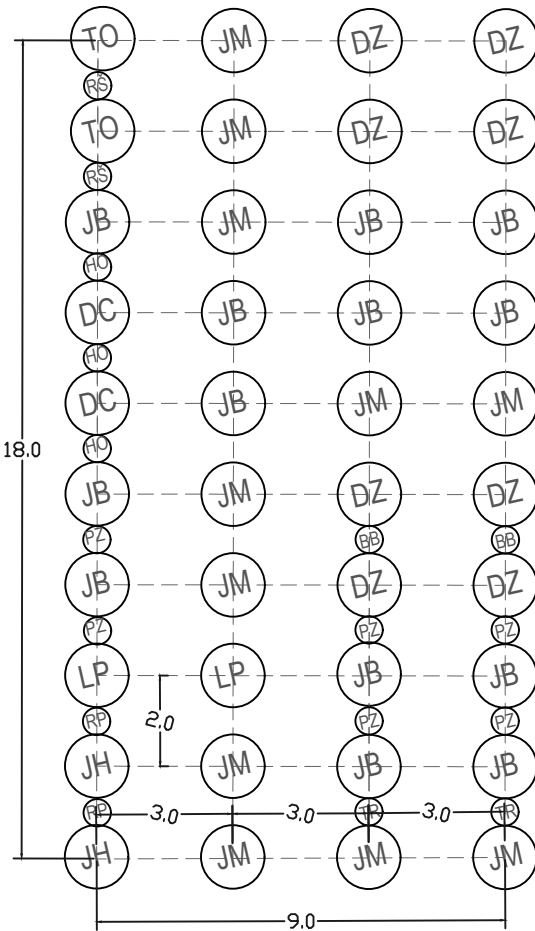 TO JM DZ DZ
RŠ
TO JM DZ DZ
RŠ
JB JM JB JB
HO
DC JB JB JB
HO
DC JB JM JM
18.0
HO
JB JM DZ DZ
PZ BB BB
JB JM DZ DZ
PZ PZ PZ
LP LP JB JB
RP 2.0 PZ PZ
JH JM JB JB
RP 3.0 3.0 TR 3.0 TR
JH JM JM JM
9.0